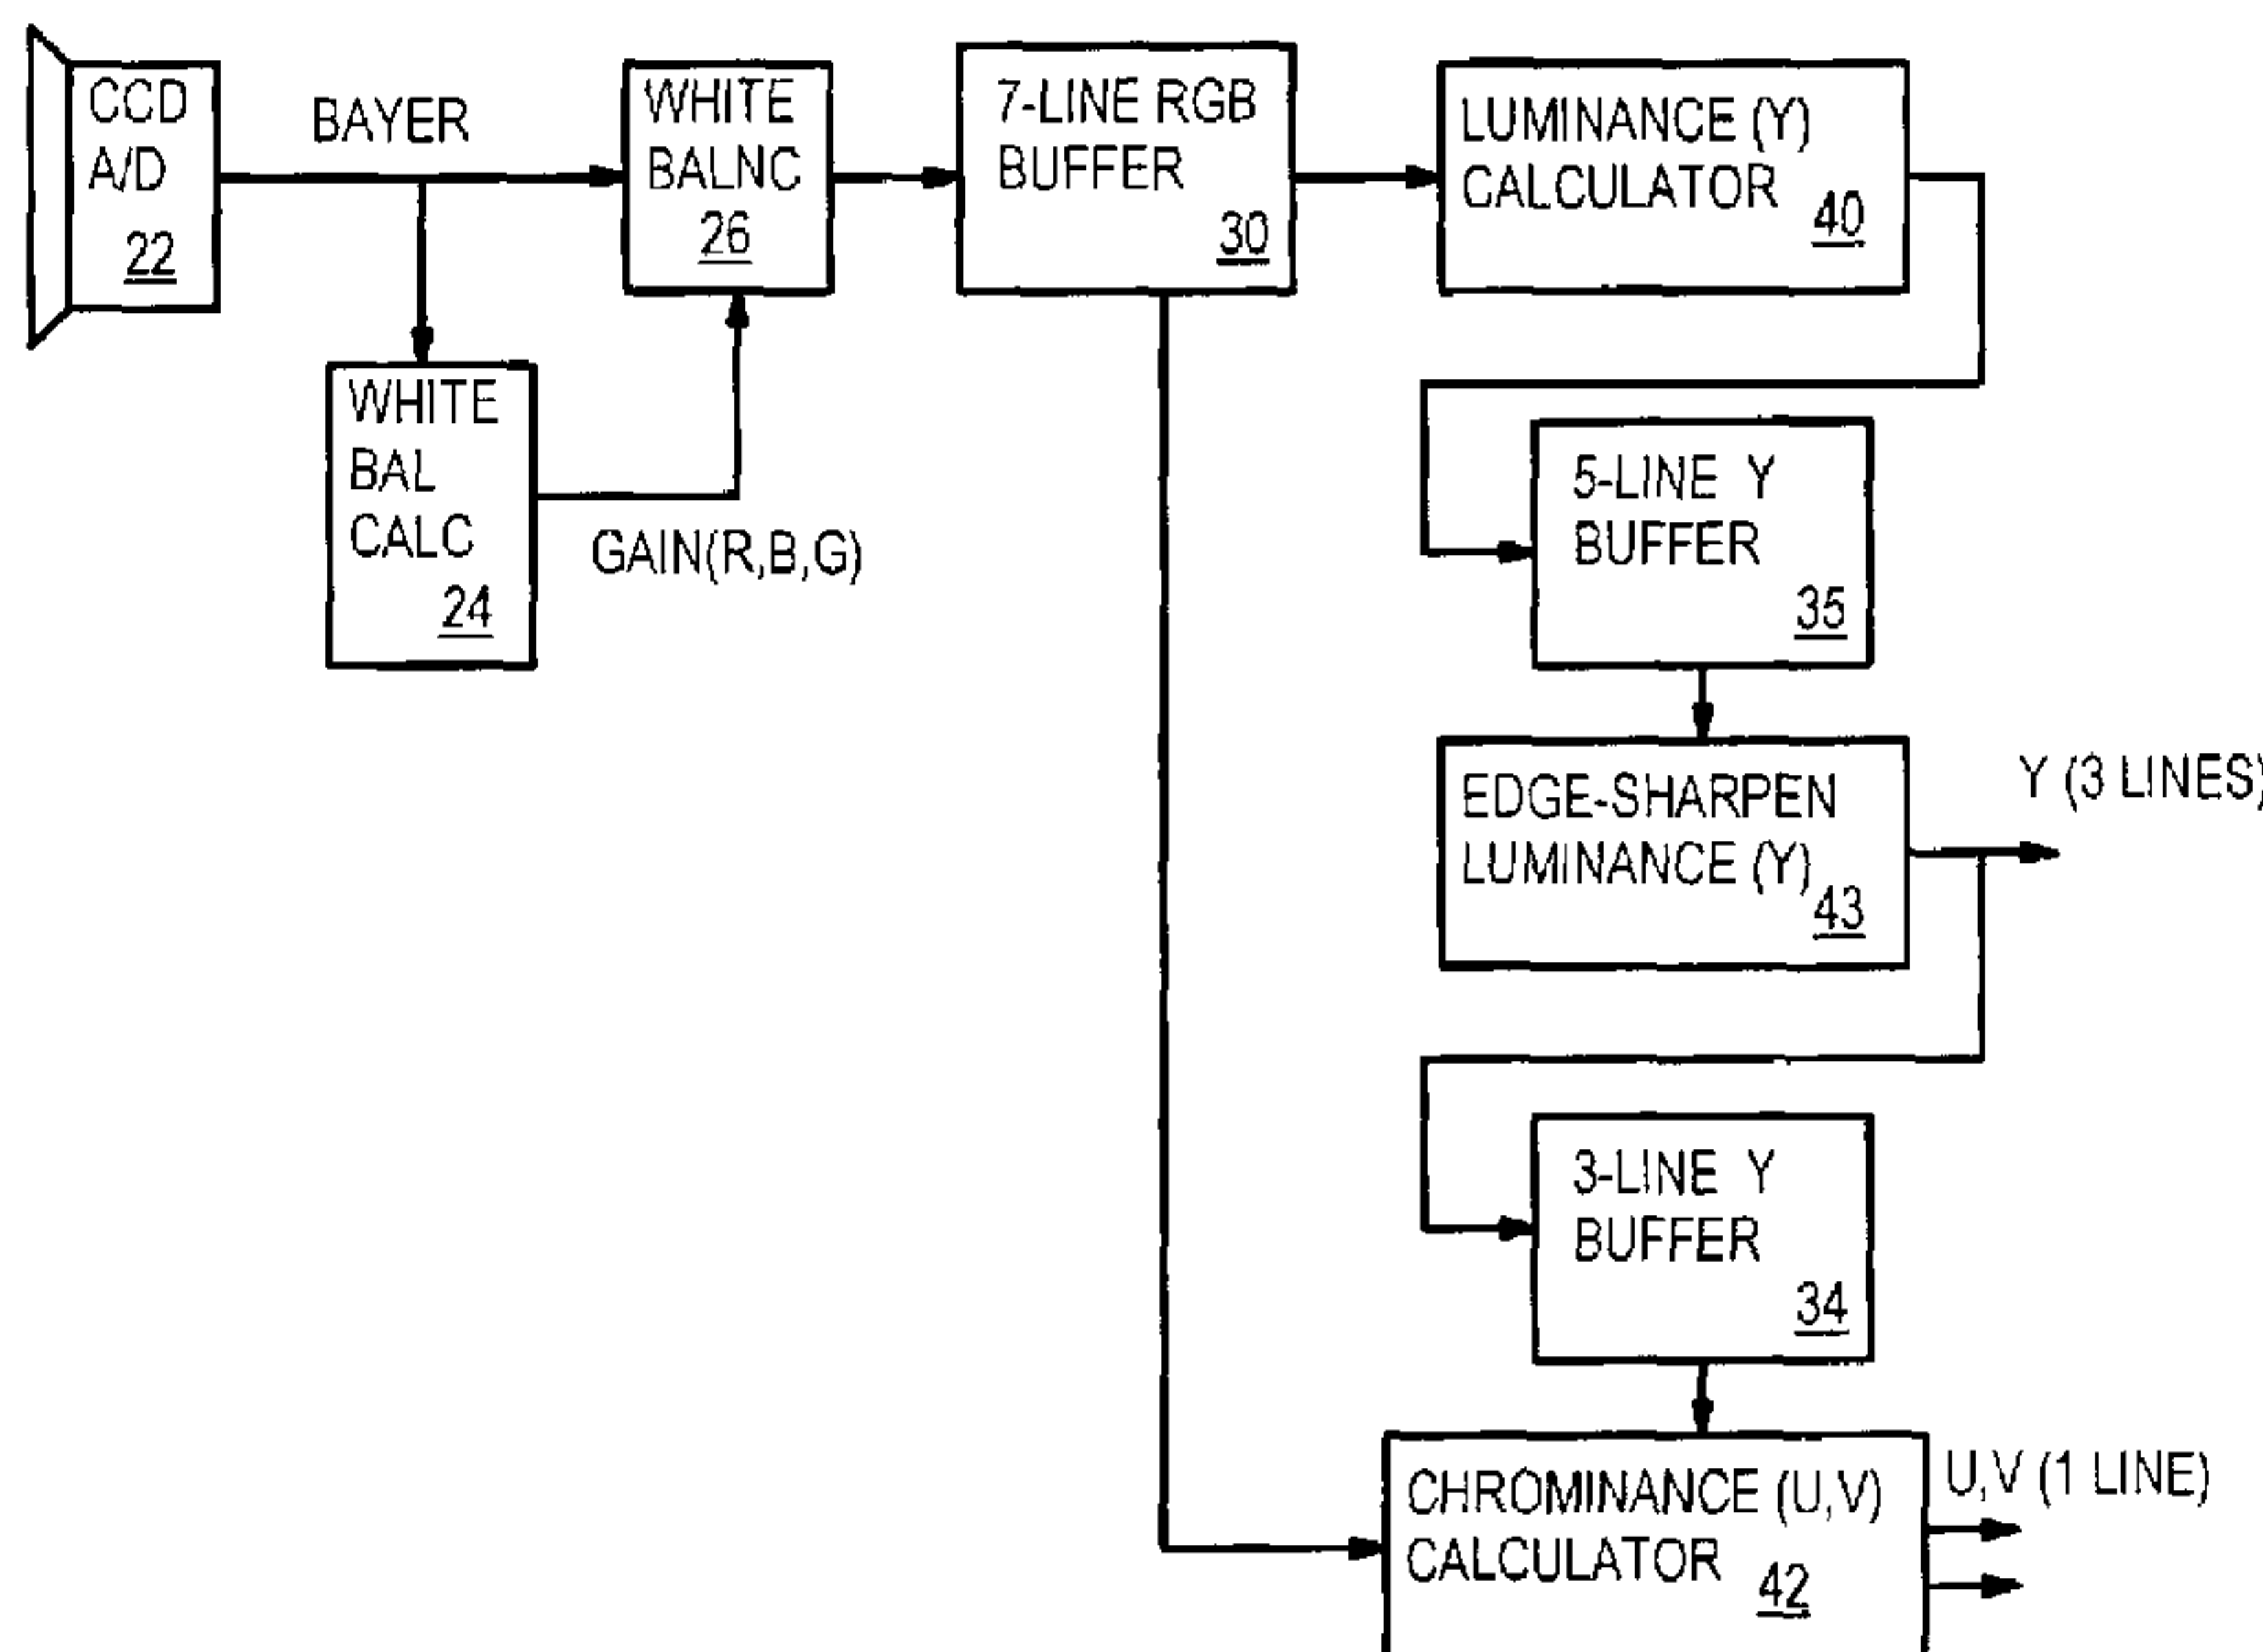 CCD
A/D
22
BAYER
WHITE
BALNC
26
7-LINE RGB
BUFFER
30
LUMINANCE (Y)
CALCULATOR
40
WHITE
BAL
CALC
24
GAIN(R,B,G)
5-LINE Y
BUFFER
35
EDGE-SHARPEN
LUMINANCE (Y)
43
Y (3 LINES)
3-LINE Y
BUFFER
34
CHROMINANCE (U,V)
CALCULATOR
42
U,V (1 LINE)